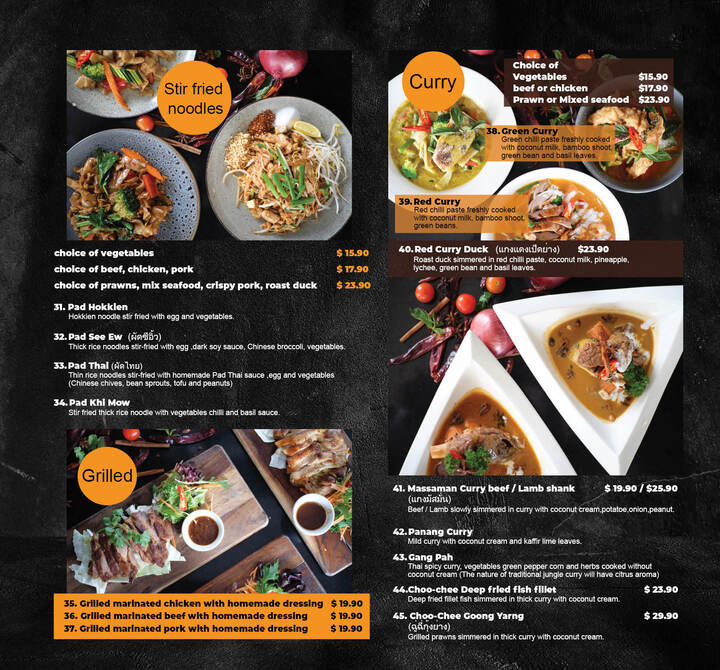 Stir fried
noodles
choice of vegetables $ 15.90
choice of beef, chicken, pork $ 17.90
choice of prawns, mix seafood, crispy pork, roast duck $ 23.90
31. Pad Hokkien
Hokkien noodle stir fried with egg and vegetables.
32. Pad See Ew (ผัดซีอิ้ว)
Thick rice noodles stir-fried with egg ,dark soy sauce, Chinese broccoli, vegetables.
33. Pad Thai (ผัดไทย)
Thin rice noodles stir-fried with homemade Pad Thai sauce ,egg and vegetables
(Chinese chives, bean sprouts, tofu and peanuts)
34. Pad Khi Mow
Stir fried thick rice noodle with vegetables chilli and basil sauce.
Grilled
35. Grilled marinated chicken with homemade dressing $ 19.90
36. Grilled marinated beef with homemade dressing $ 19.90
37. Grilled marinated pork with homemade dressing $ 19.90
Curry
Choice of
Vegetables $15.90
beef or chicken $17.90
Prawn or Mixed seafood $23.90
38. Green Curry
Green chilli paste freshly cooked
with coconut milk, bamboo shoot,
green bean and basil leaves.
39. Red Curry
Red chilli paste freshly cooked
with coconut milk, bamboo shoot,
green beans.
40. Red Curry Duck (แกงแดงเป็ดย่าง) $23.90
Roast duck simmered in red chilli paste, coconut milk, pineapple,
lychee, green bean and basil leaves.
41. Massaman Curry beef / Lamb shank $ 19.90 / $25.90
(แกงมัสมั่น)
Beef / Lamb slowly simmered in curry with coconut cream,potatoe,onion,peanut.
42. Panang Curry
Mild curry with coconut cream and kaffir lime leaves.
43. Gang Pah
Thai spicy curry, vegetables green pepper corn and herbs cooked without
coconut cream (The nature of traditional jungle curry will have citrus aroma)
44. Choo-chee Deep fried fish fillet $ 23.90
Deep fried fillet fish simmered in thick curry with coconut cream.
45. Choo-Chee Goong Yarng $ 29.90
(ฉู่ฉี่กุ้งย่าง)
Grilled prawns simmered in thick curry with coconut cream.